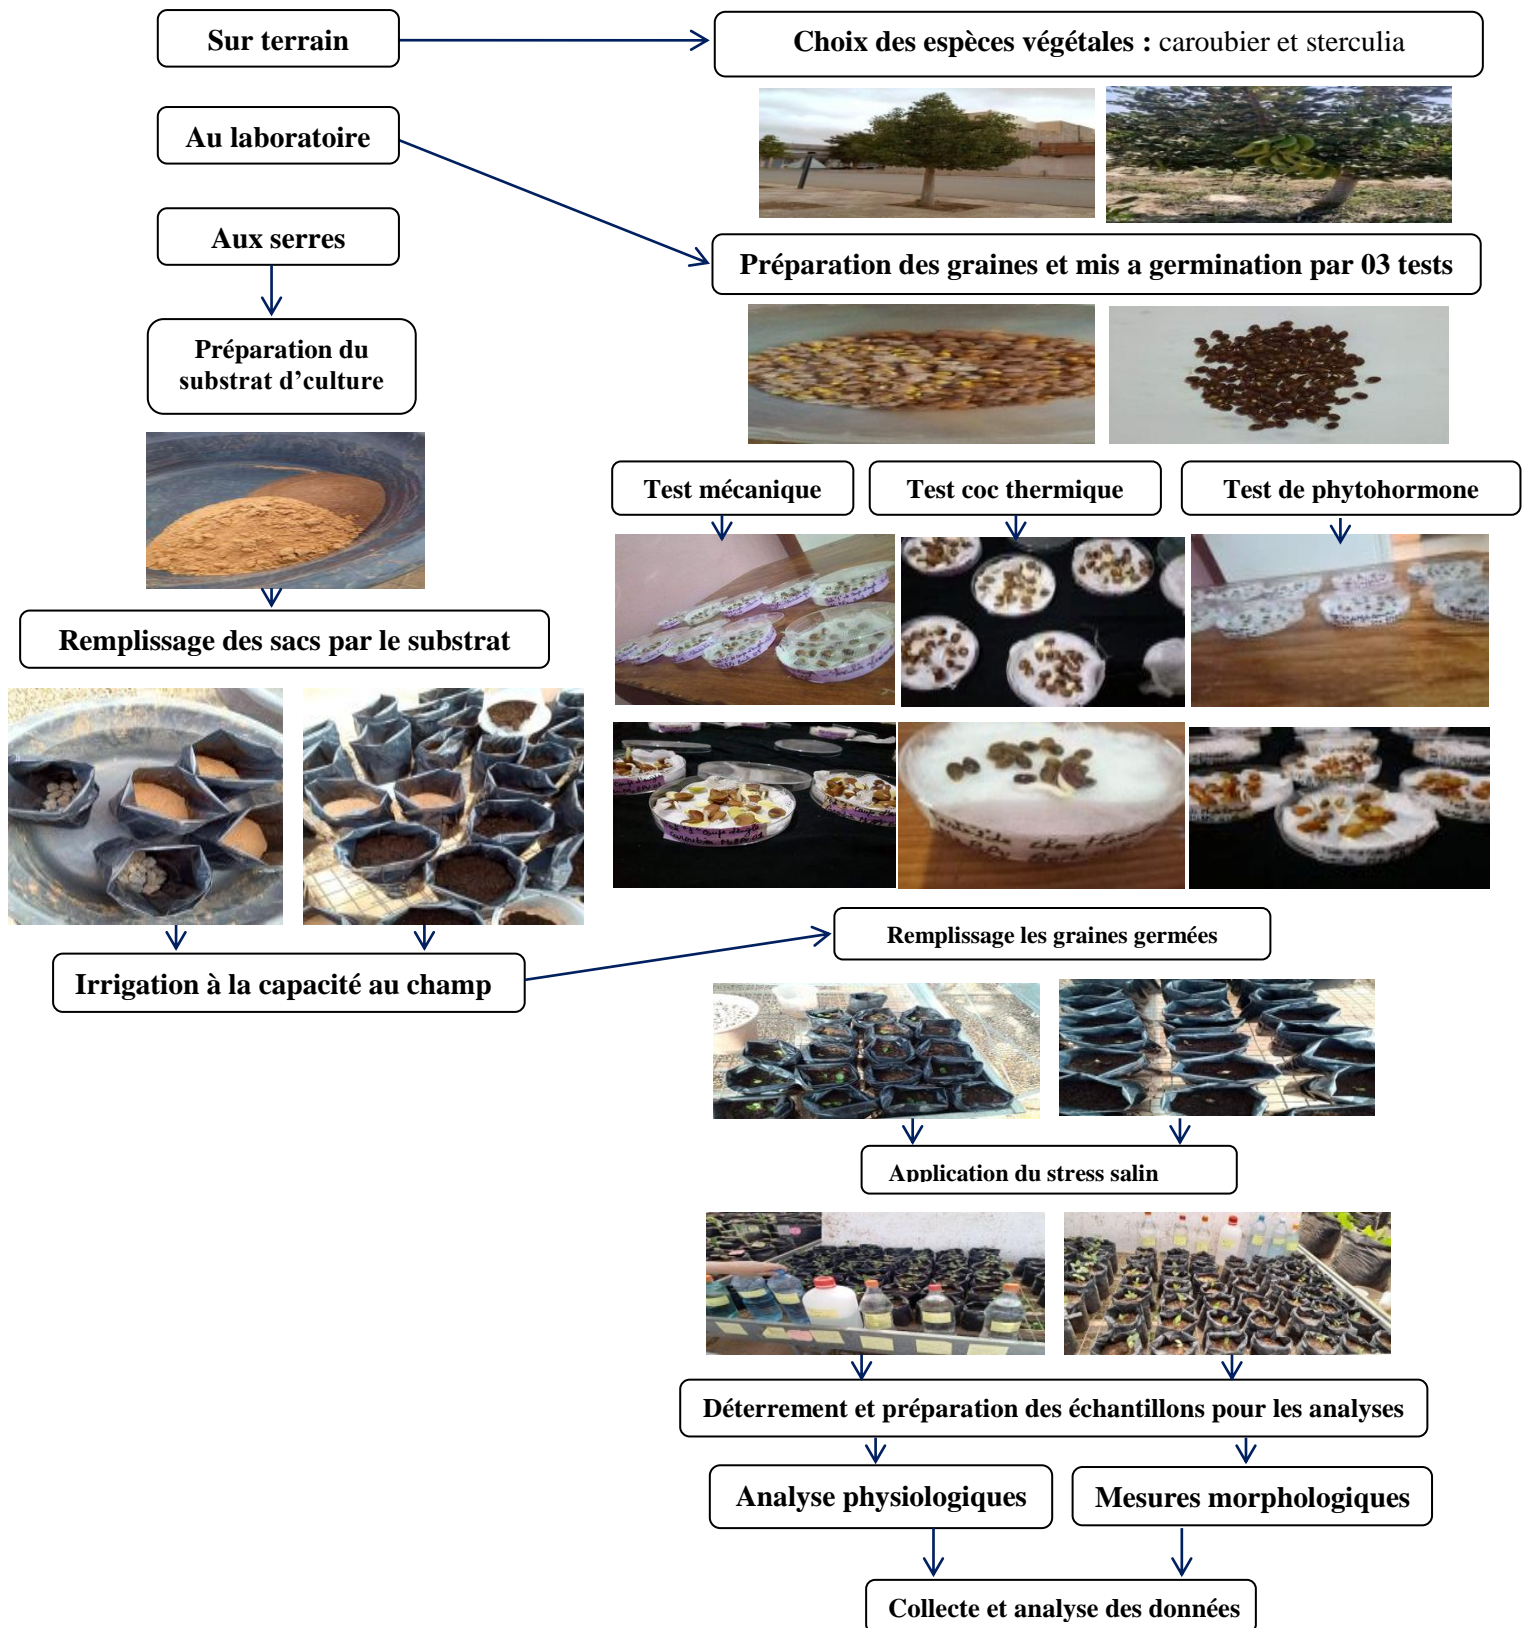 Sur terrain
Choix des espèces végétales : caroubier et sterculia
Au laboratoire
Aux serres
Préparation des graines et mis a germination par 03 tests
Préparation du
substrat d’culture
Test mécanique
Test coc thermique
Test de phytohormone
Remplissage des sacs par le substrat
Remplissage les graines germées
Irrigation à la capacité au champ
Application du stress salin
Déterrement et préparation des échantillons pour les analyses
Analyse physiologiques
Mesures morphologiques
Collecte et analyse des données